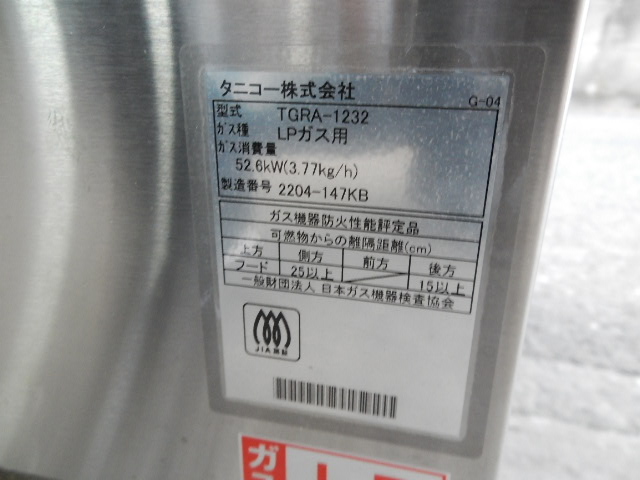 タニコー株式会社
G-04
型式 TGRA-1232
ガス種 LPガス用
ガス消費量
52.6kW(3.77kg/h)
製造番号 2204-147KB
ガス機器防火性能評定品
可燃物からの離隔距離(cm)
上方 側方 前方 後方
フード 25以上 15以上
一般財団法人 日本ガス機器検査協会
JIA
ガス